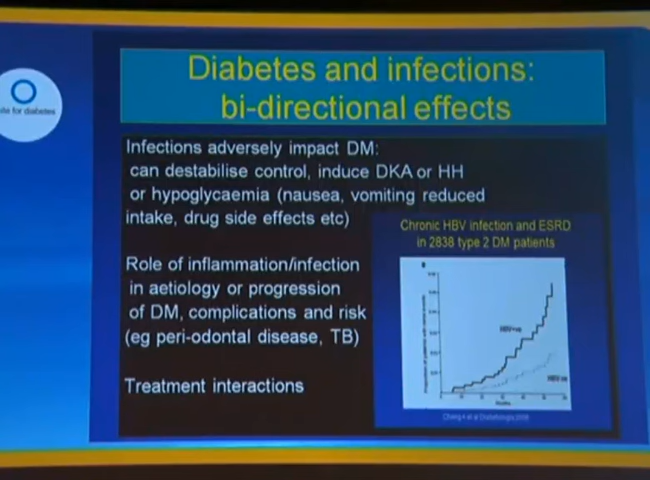 Diabetes and infections:
bi-directional effects
for diabetes
Infections adversely impact DM:
can destabilise control, induce DKA or HH
or hypoglycaemia (nausea, vomiting reduced
intake, drug side effects etc)
Role of inflammation/infection
in aetiology or progression
of DM, complications and risk
(eg peri-odontal disease, TB)
Treatment interactions
Chronic HBV infection and ESRD
in 2838 type 2 DM patients